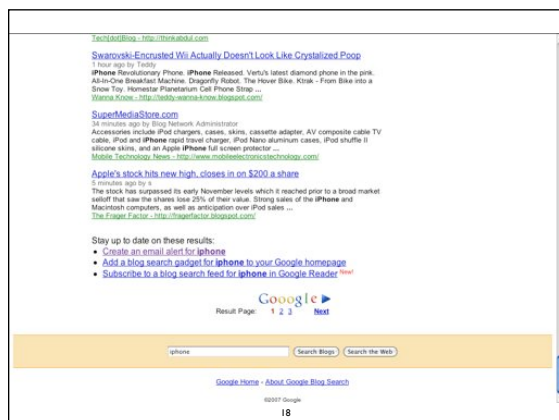 Tech[dot]Blog - http://thinkabdul.com
Swarovski-Encrusted Wii Actually Doesn't Look Like Crystalized Poop
1 hour ago by Teddy
iPhone Revolutionary Phone. iPhone Released. Vertu's latest diamond phone in the pink.
All-In-One Breakfast Machine. Dragonfly Robot. The Hover Bike. Ktrak - From Bike into a
Snow Toy. Homestar Planetarium Cell Phone Strap ...
Wanna Know - http://teddy-wanna-know.blogspot.com/
SuperMediaStore.com
34 minutes ago by Blog Network Administrator
Accessories include iPod chargers, cases, skins, cassette adapter, AV composite cable TV
cable, iPod and iPhone rapid travel charger, iPod Nano aluminum cases, iPod shuffle II
silicone skins, and an Apple iPhone full screen protector ...
Mobile Technology News - http://www.mobileelectronicstechnology.com/
Apple's stock hits new high, closes in on $200 a share
5 minutes ago by s
The stock has surpassed its early November levels which it reached prior to a broad market
selloff that saw the shares lose 25% of their value. Strong sales of the iPhone and
Macintosh computers, as well as anticipation over iPod sales ...
The Frager Factor - http://fragerfactor.blogspot.com/
Stay up to date on these results:
• Create an email alert for iphone
• Add a blog search gadget for iphone to your Google homepage
• Subscribe to a blog search feed for iphone in Google Reader New!
Gooogle
Result Page: 1 2 3 Next
iphone Search Blogs Search the Web
Google Home - About Google Blog Search
©2007 Google
18